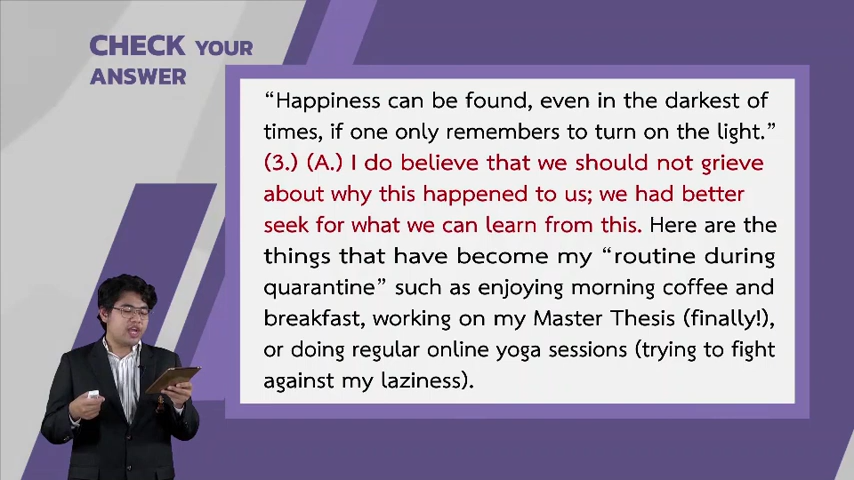 CHECK YOUR
ANSWER
“Happiness can be found, even in the darkest of
times, if one only remembers to turn on the light.”
(3.) (A.) I do believe that we should not grieve
about why this happened to us; we had better
seek for what we can learn from this. Here are the
things that have become my “routine during
quarantine” such as enjoying morning coffee and
breakfast, working on my Master Thesis (finally!),
or doing regular online yoga sessions (trying to fight
against my laziness).